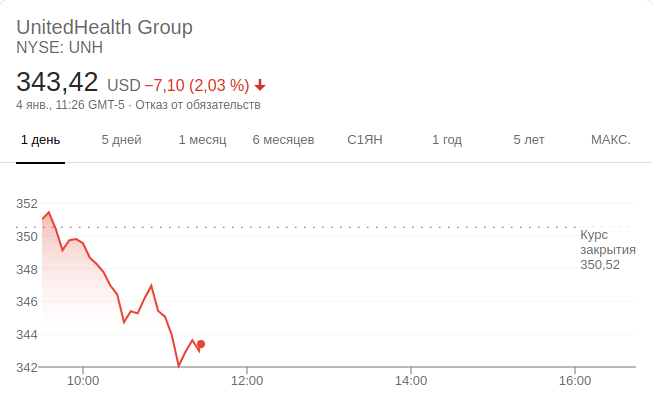 UnitedHealth Group
NYSE: UNH
343,42 USD −7,10 (2,03 %)
4 янв., 11:26 GMT-5 · Отказ от обязательств
1 день 5 дней 1 месяц 6 месяцев С1ЯН 1 год 5 лет МАКС.
352
350
Курс
закрытия
350,52
348
346
344
342
10:00 12:00 14:00 16:00